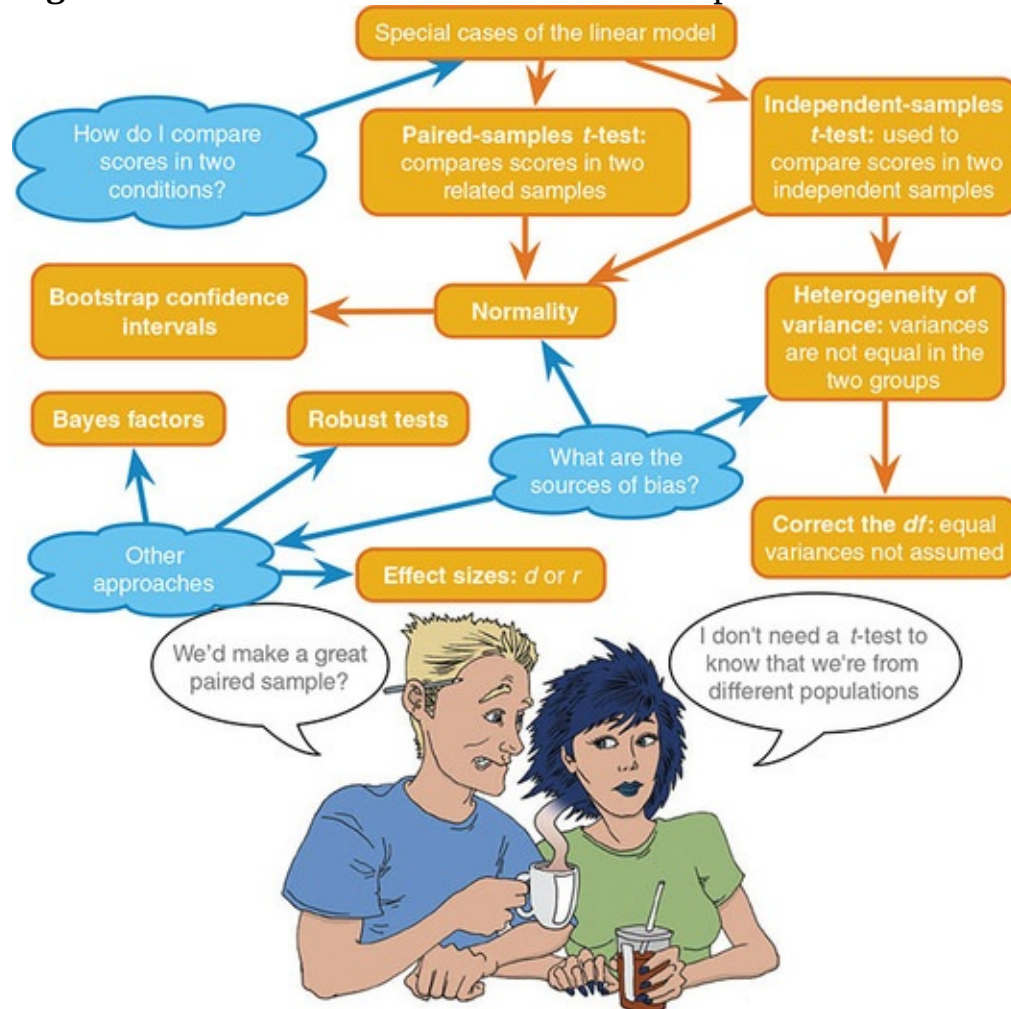 Special cases of the linear model
How do I compare
scores in two
conditions?
Paired-samples t-test:
compares scores in two
related samples
Independent-samples
t-test: used to
compare scores in two
independent samples
Bootstrap confidence
intervals
Normality
Heterogeneity of
variance: variances
are not equal in the
two groups
Bayes factors
Robust tests
What are the
sources of bias?
Other
approaches
Effect sizes: d or r
Correct the df: equal
variances not assumed
We'd make a great
paired sample?
I don't need a t-test to
know that we're from
different populations